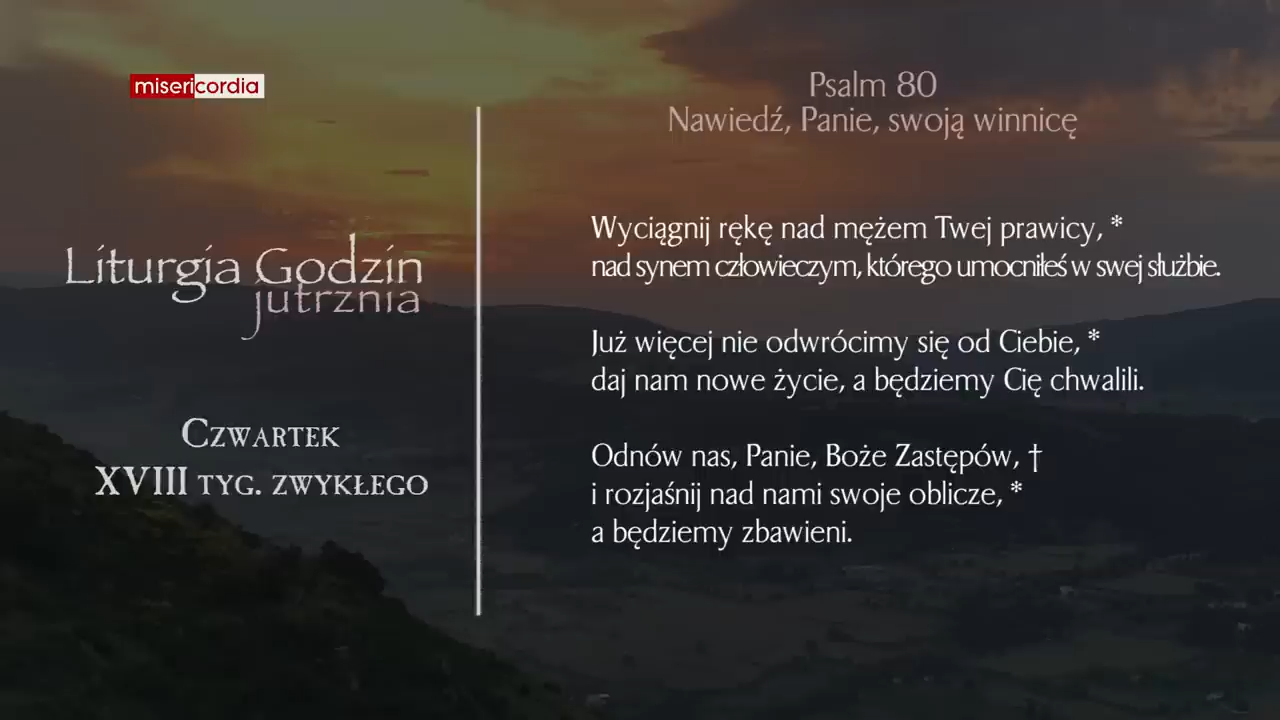 misericordia
Liturgia Godzin
jutrznia
Czwartek
XVIII tyg. zwykłego
Psalm 80
Nawiedź, Panie, swoją winnicę
Wyciągnij rękę nad mężem Twej prawicy, *
nad synem człowieczym, którego umocniłeś w swej służbie.
Już więcej nie odwrócimy się od Ciebie, *
daj nam nowe życie, a będziemy Cię chwalili.
Odnów nas, Panie, Boże Zastępów, †
i rozjaśnij nad nami swoje oblicze, *
a będziemy zbawieni.